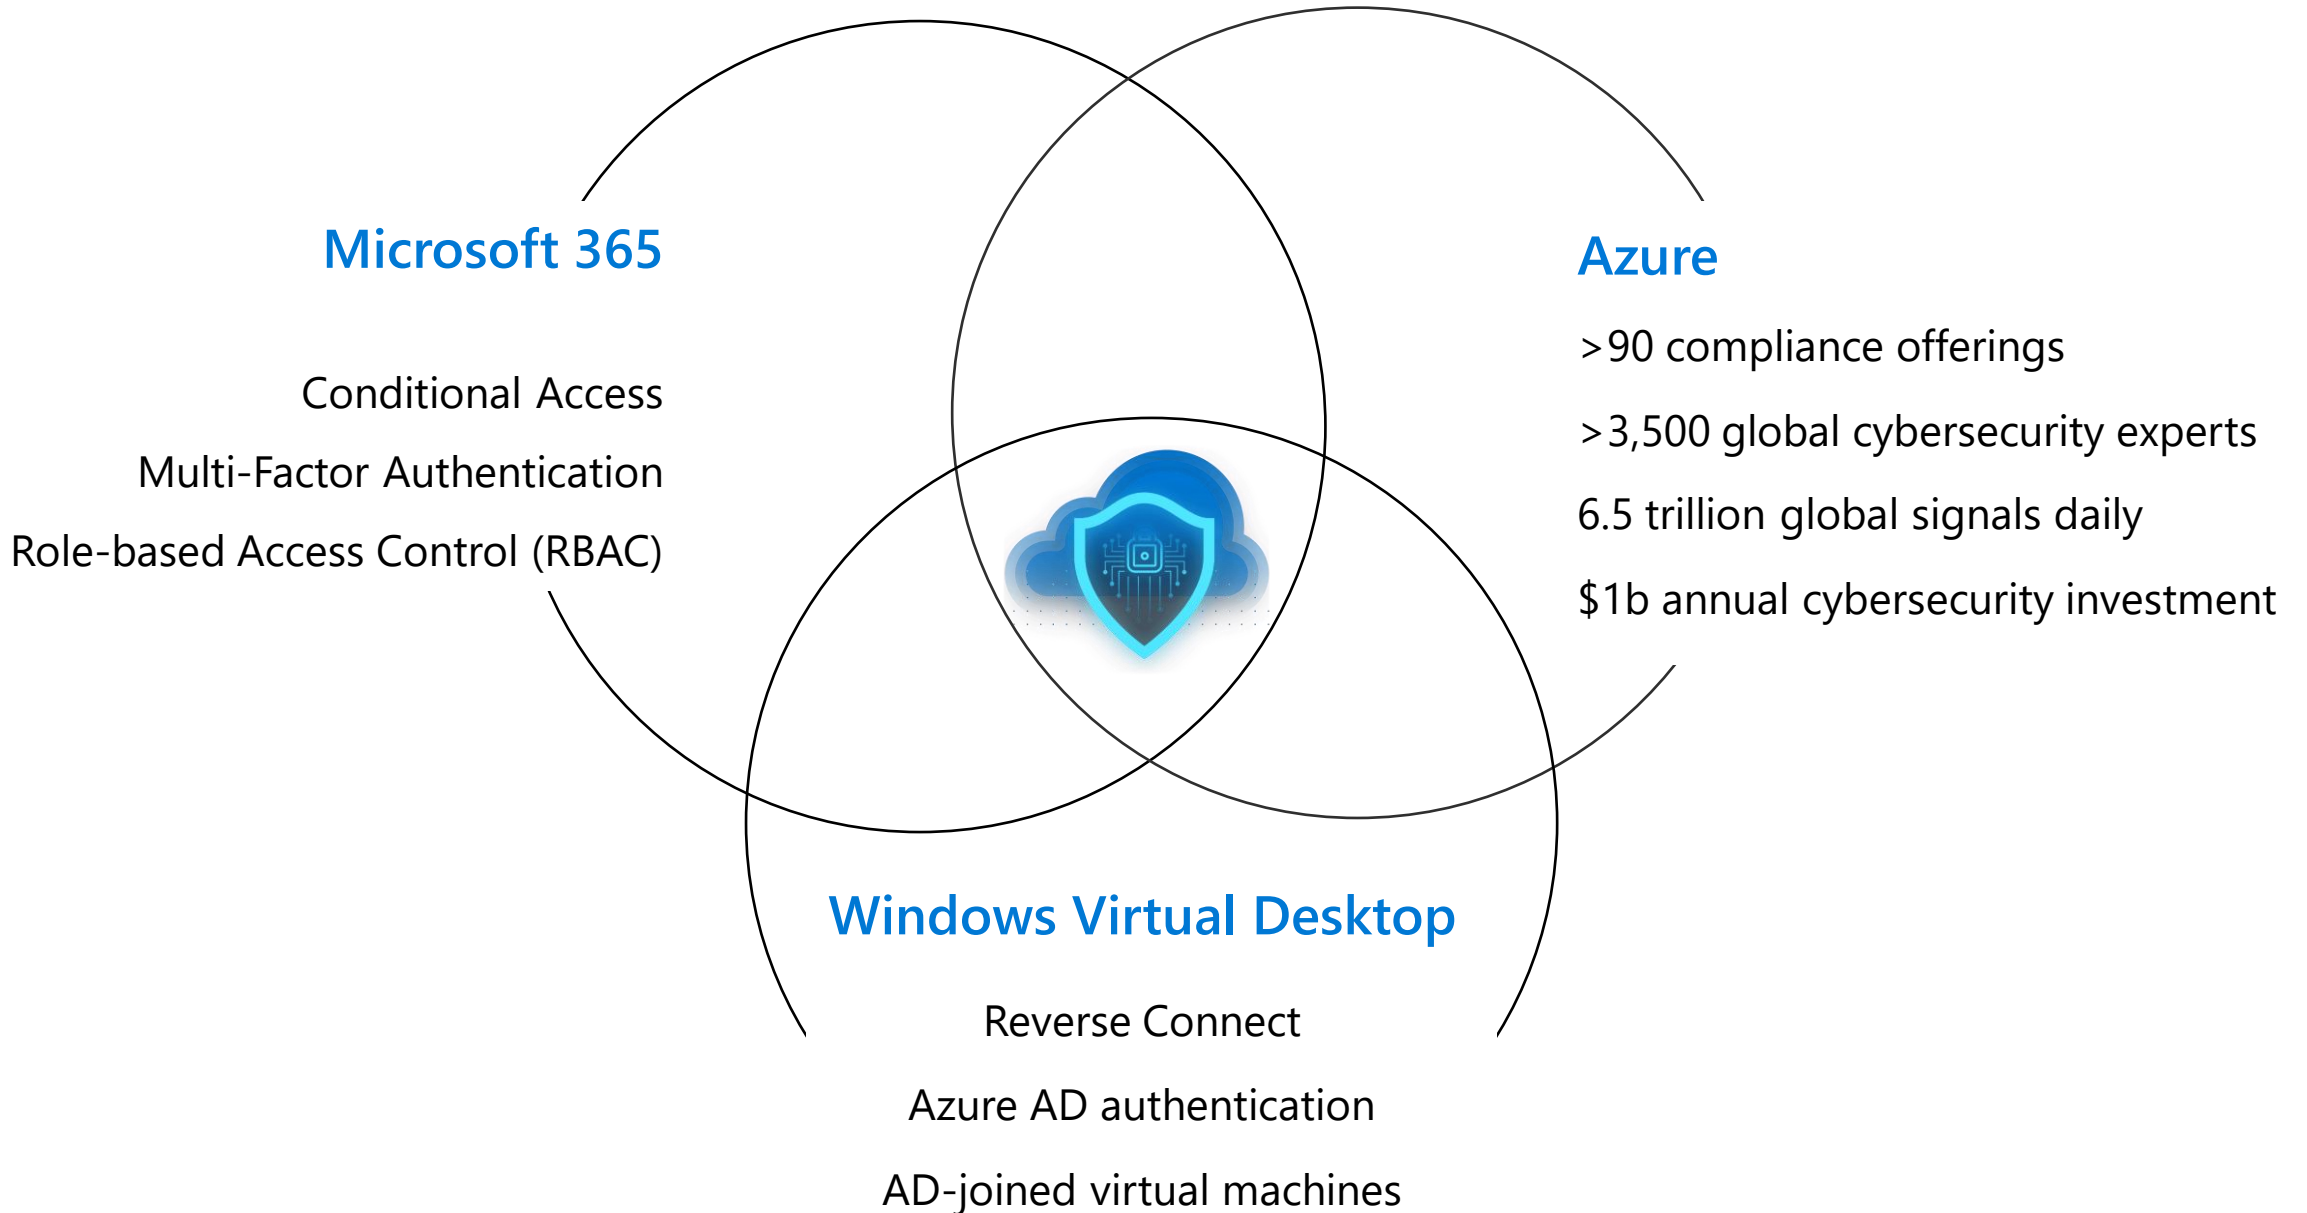 Microsoft 365
Conditional Access
Multi-Factor Authentication
Role-based Access Control (RBAC)
Azure
>90 compliance offerings
>3,500 global cybersecurity experts
6.5 trillion global signals daily
$1b annual cybersecurity investment
Windows Virtual Desktop
Reverse Connect
Azure AD authentication
AD-joined virtual machines